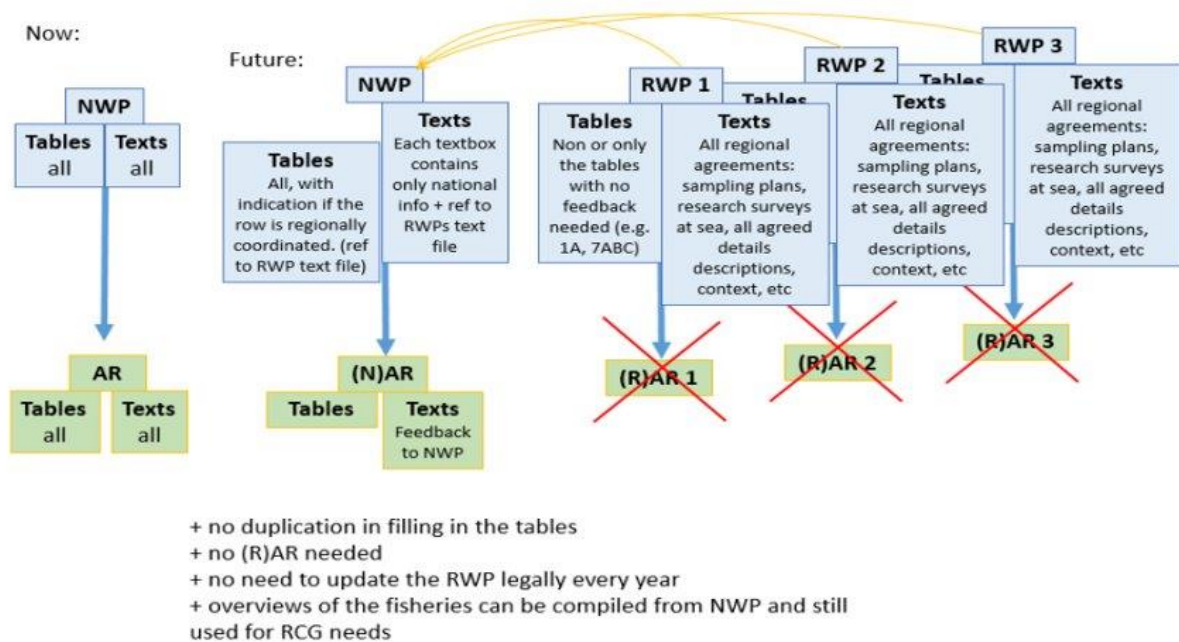 Now:
NWP
Tables
all
Texts
all
AR
Tables
all
Texts
all
Future:
NWP
Tables
All, with
indication if the
row is regionally
coordinated. (ref
to RWP text file)
Texts
Each textbox
contains
only national
info + ref to
RWPs text
file
(N)AR
Tables
Texts
Feedback
to NWP
RWP 1
Tables
Non or only
the tables
with no
feedback
needed (e.g.
1A, 7ABC)
Texts
All regional
agreements:
sampling plans,
research surveys
at sea, all agreed
details
descriptions,
context, etc
(R)AR 1
RWP 2
Tables
Texts
All regional
agreements:
sampling plans,
research surveys
at sea, all agreed
details
descriptions,
context, etc
(R)AR 2
RWP 3
Tables
Texts
All regional
agreements:
sampling plans,
research surveys
at sea, all agreed
details
descriptions,
context, etc
(R)AR 3
+ no duplication in filling in the tables
+ no (R)AR needed
+ no need to update the RWP legally every year
+ overviews of the fisheries can be compiled from NWP and still
used for RCG needs